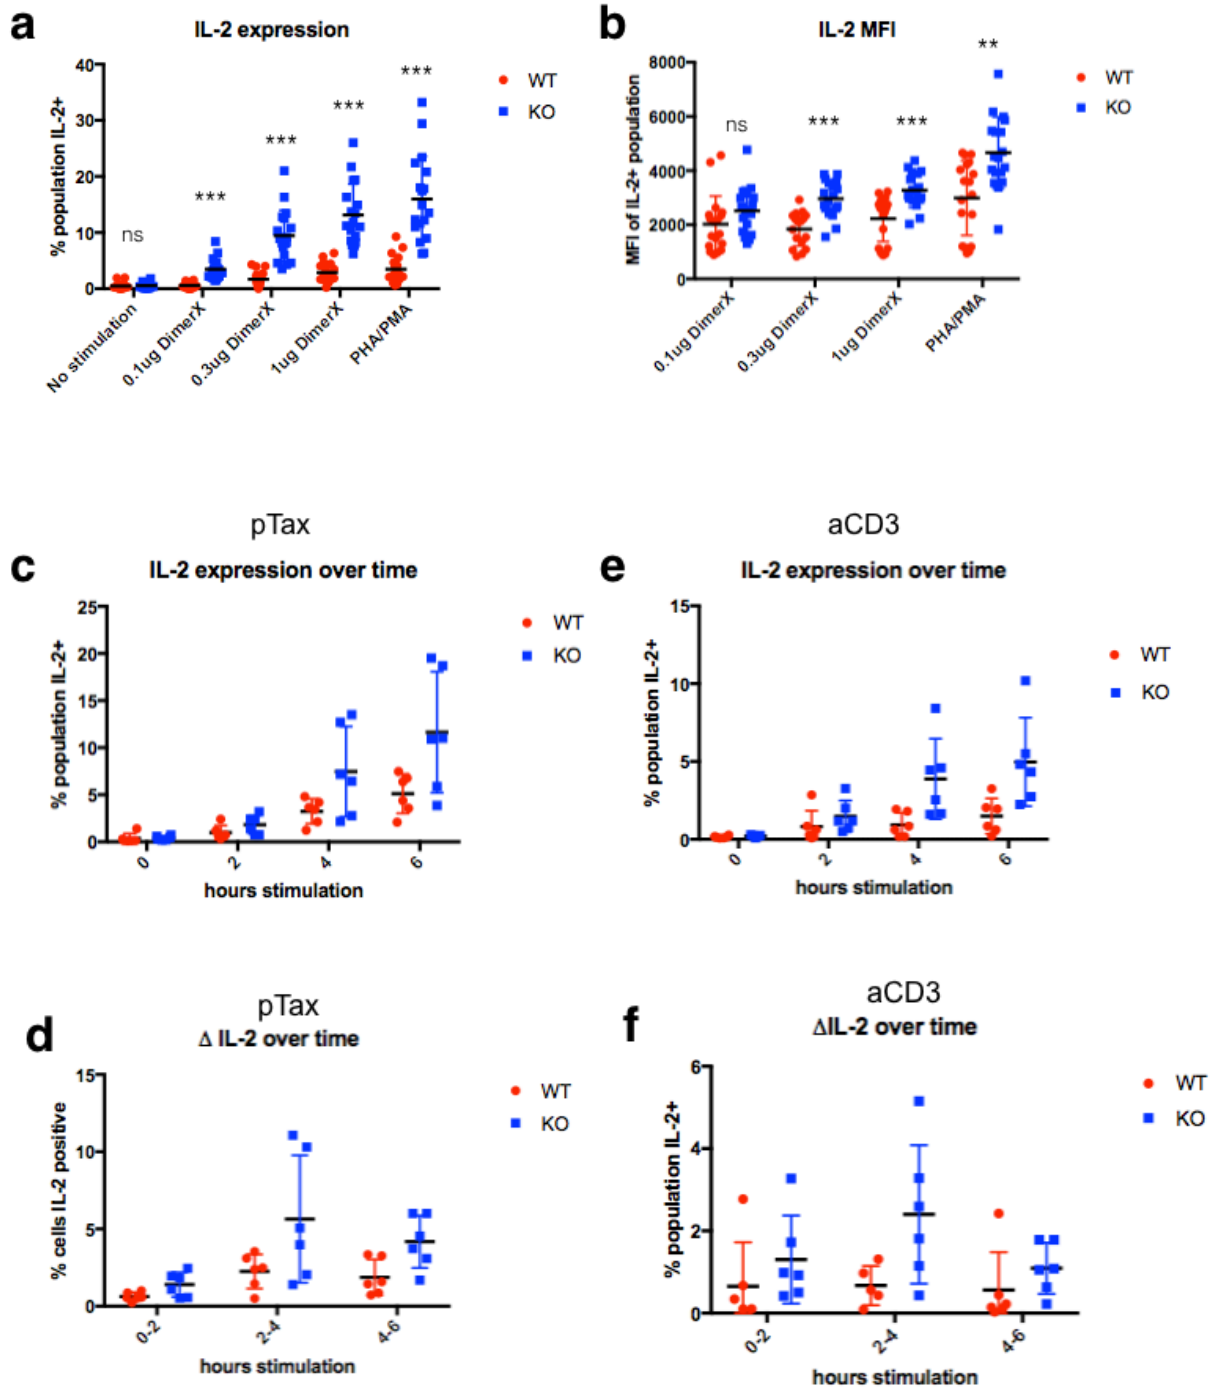 a
IL-2 expression
% population IL-2+
40
30
20
10
0
ns
***
***
***
***
WT
KO
No stimulation
0.1ug DimerX
0.3ug DimerX
1ug DimerX
PHA/PMA
b
IL-2 MFI
MFI of IL-2+ population
8000
6000
4000
2000
0
ns
***
***
**
WT
KO
0.1ug DimerX
0.3ug DimerX
1ug DimerX
PHA/PMA
pTax
c
IL-2 expression over time
% population IL-2+
25
20
15
10
5
0
WT
KO
0
2
4
6
hours stimulation
aCD3
e
IL-2 expression over time
% population IL-2+
15
10
5
0
WT
KO
0
2
4
6
hours stimulation
pTax
d
Δ IL-2 over time
% cells IL-2 positive
15
10
5
0
WT
KO
0-2
2-4
4-6
hours stimulation
aCD3
f
ΔIL-2 over time
% population IL-2+
6
4
2
0
WT
KO
0-2
2-4
4-6
hours stimulation